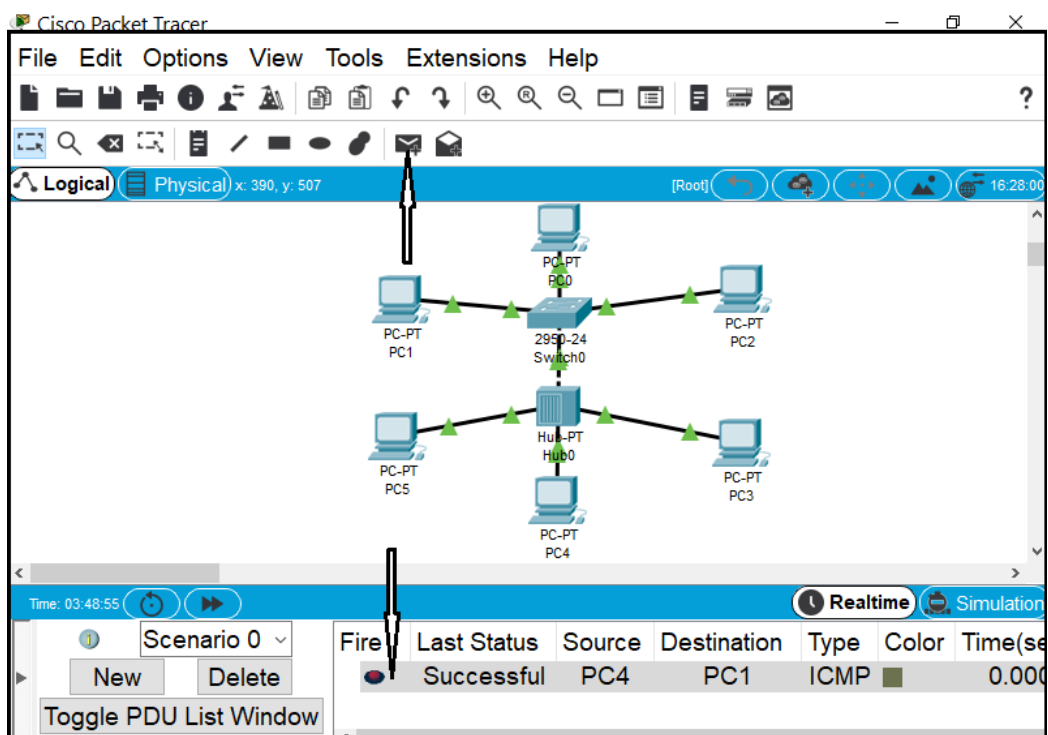 Cisco Packet Tracer
File Edit Options View Tools Extensions Help
?
Logical Physical x: 390, y: 507 [Root] 16:28:00
PC-PT
PC0
PC-PT
PC1
PC-PT
PC2
2950-24
Switch0
Hub-PT
Hub0
PC-PT
PC5
PC-PT
PC3
PC-PT
PC4
Time: 03:48:55 Realtime Simulation
Scenario 0 Fire Last Status Source Destination Type Color Time(se
New Delete Successful PC4 PC1 ICMP 0.000
Toggle PDU List Window